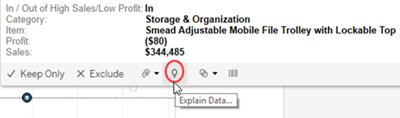 In / Out of High Sales/Low Profit: In
Category: Storage & Organization
Item: Smead Adjustable Mobile File Trolley with Lockable Top
Profit: ($80)
Sales: $344,485
Keep Only Exclude
Explain Data...